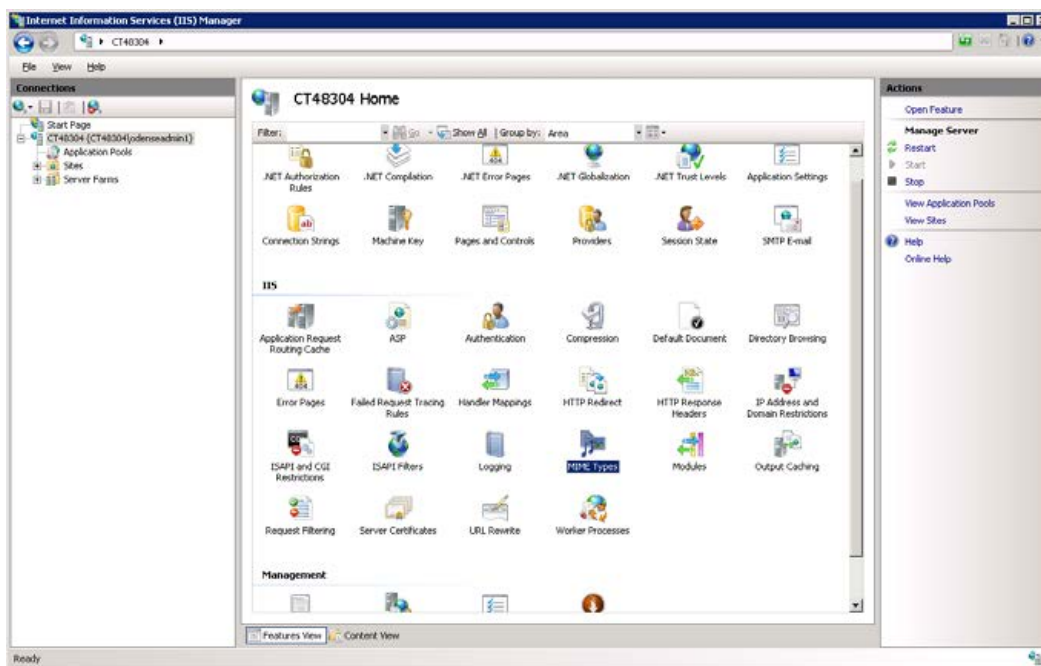 Internet Information Services (IIS) Manager
CT48304
File View Help
Connections
Start Page
CT48304 (CT48304\odenseadmin1)
Application Pools
Sites
Server Farms
CT48304 Home
Filter: Go Show All Group by: Area
.NET Authorization Rules
.NET Compilation
.NET Error Pages
.NET Globalization
.NET Trust Levels
Application Settings
Connection Strings
Machine Key
Pages and Controls
Providers
Session State
SMTP E-mail
IIS
Application Request Routing Cache
ASP
Authentication
Compression
Default Document
Directory Browsing
Error Pages
Failed Request Tracing Rules
Handler Mappings
HTTP Redirect
HTTP Response Headers
IP Address and Domain Restrictions
ISAPI and CGI Restrictions
ISAPI Filters
Logging
MIME Types
Modules
Output Caching
Request Filtering
Server Certificates
URL Rewrite
Worker Processes
Management
Features View Content View
Actions
Open Feature
Manage Server
Restart
Start
Stop
View Application Pools
View Sites
Help
Online Help
Ready